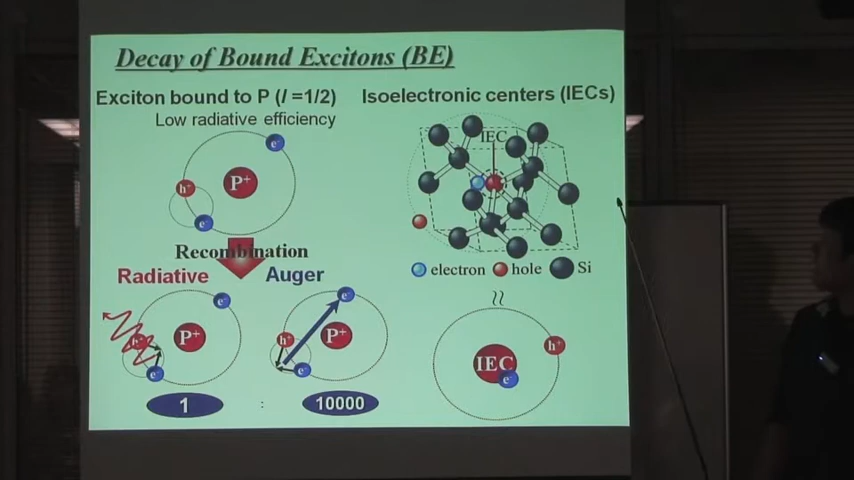 Decay of Bound Excitons (BE)
Exciton bound to P (I =1/2)
Low radiative efficiency
e⁻
P⁺
h⁺
e⁻
Recombination
Radiative
Auger
e⁻
h⁺
P⁺
e⁻
e⁻
h⁺
P⁺
e⁻
1 : 10000
Isoelectronic centers (IECs)
IEC
electron hole Si
≈
IEC
h⁺
e⁻